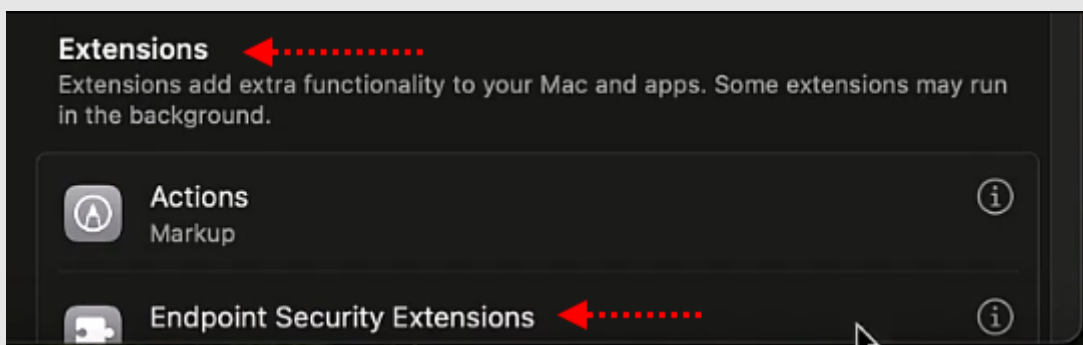 Extensions
Extensions add extra functionality to your Mac and apps. Some extensions may run
in the background.
Actions
Markup
Endpoint Security Extensions